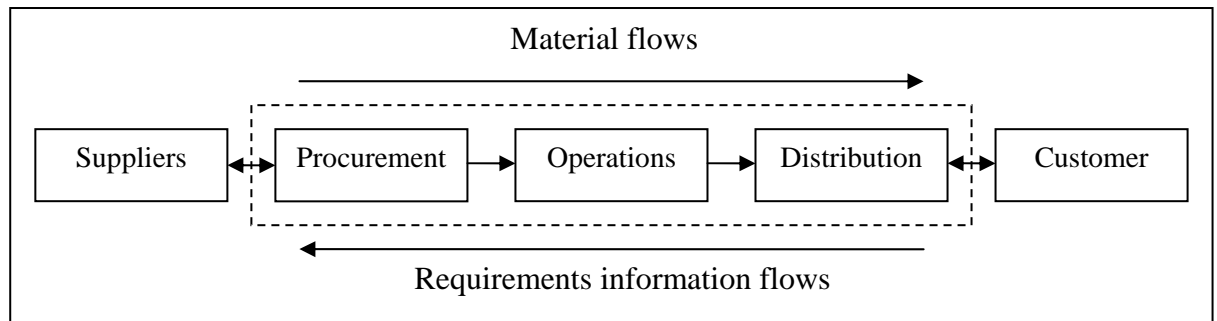 Material flows
Suppliers
Procurement
Operations
Distribution
Customer
Requirements information flows